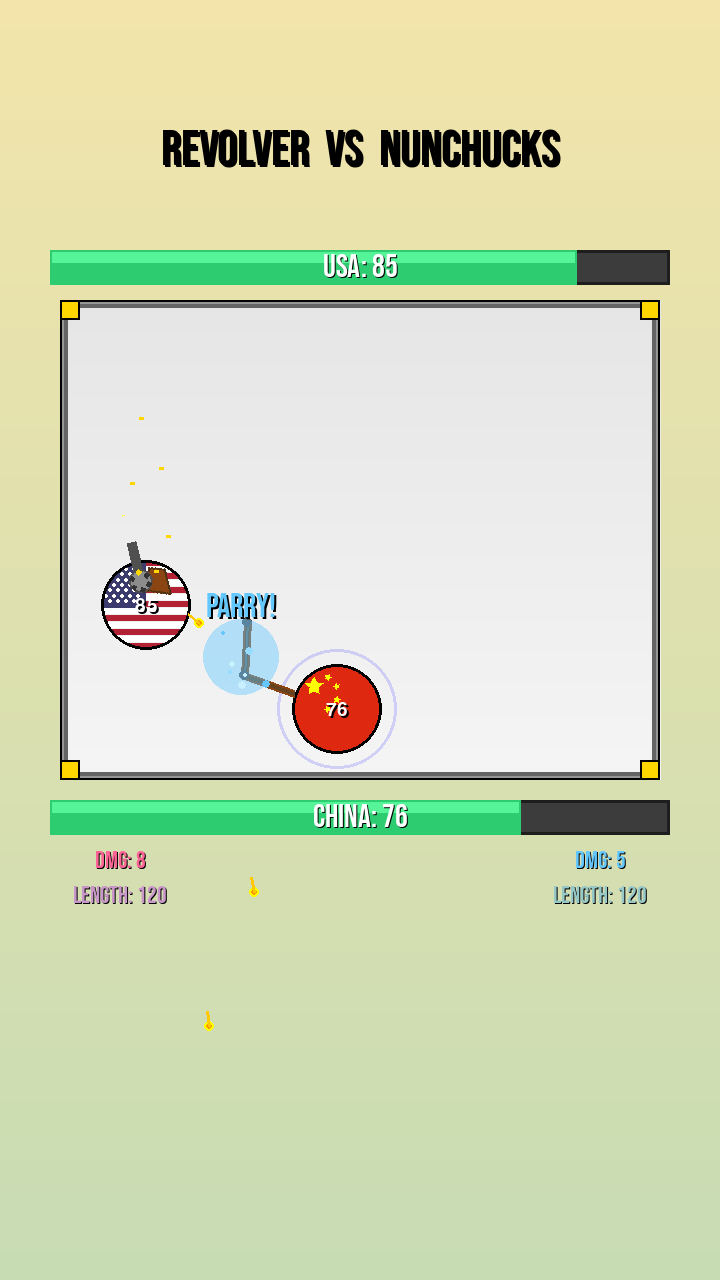 REVOLVER VS NUNCHUCKS
USA: 85
85
PARRY!
76
CHINA: 76
DMG: 8
DMG: 5
LENGTH: 120
LENGTH: 120